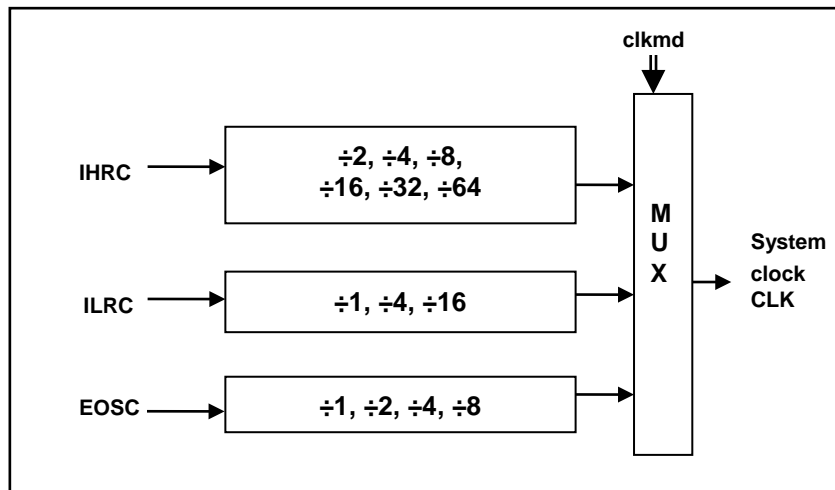 clkmd
IHRC
÷2, ÷4, ÷8,
÷16, ÷32, ÷64
ILRC
÷1, ÷4, ÷16
EOSC
÷1, ÷2, ÷4, ÷8
M
U
X
System
clock
CLK